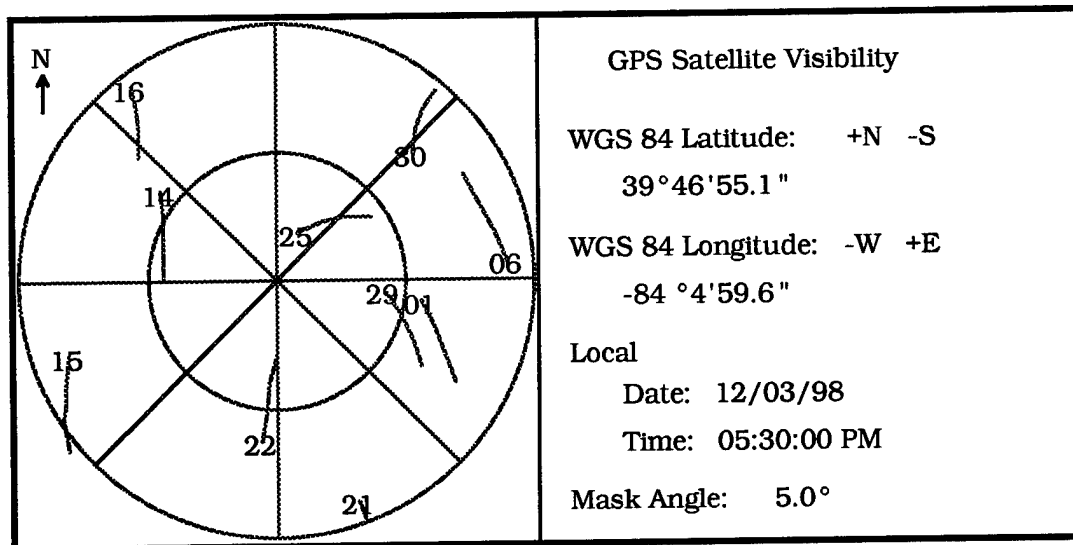 N
16
30
14
25
06
29 01
15
22
21
GPS Satellite Visibility
WGS 84 Latitude: +N -S
39°46'55.1"
WGS 84 Longitude: -W +E
-84 °4'59.6"
Local
Date: 12/03/98
Time: 05:30:00 PM
Mask Angle: 5.0°